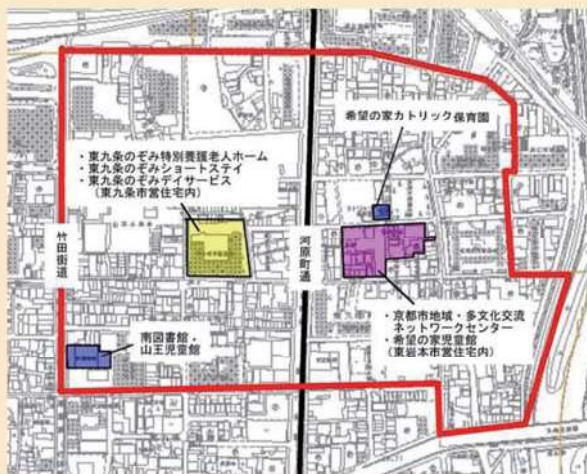 希望の家カトリック保育園
・東九条のぞみ特別養護老人ホーム
・東九条のぞみショートステイ
・東九条のぞみデイサービス
（東九条市営住宅内）
竹田街道
河原町通
・京都市地域・多文化交流
ネットワークセンター
・希望の家児童館
（東岩本市営住宅内）
南図書館・
山王児童館